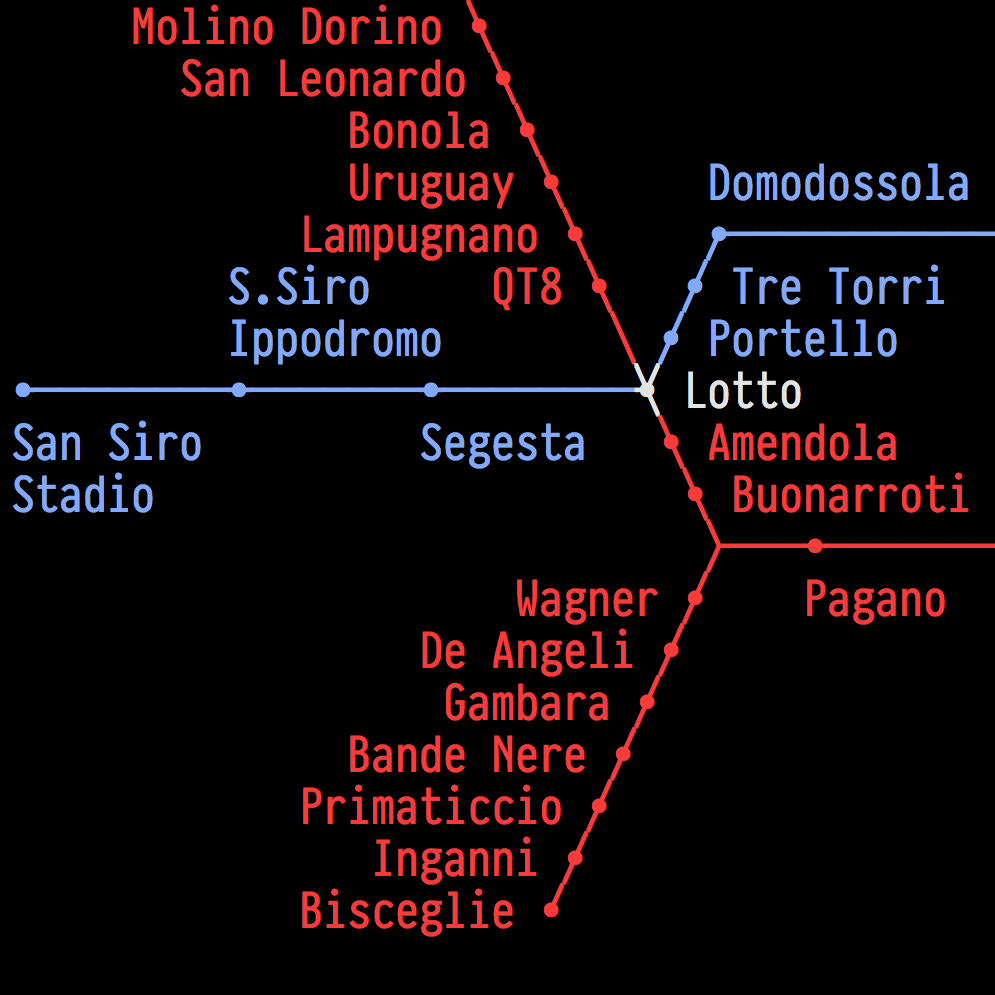 Molino Dorino
San Leonardo
Bonola
Uruguay
Domodossola
Lampugnano
S.Siro
Ippodromo
QT8
Tre Torri
Portello
Lotto
San Siro
Stadio
Segesta
Amendola
Buonarroti
Wagner
Pagano
De Angeli
Gambara
Bande Nere
Primaticcio
Inganni
Bisceglie